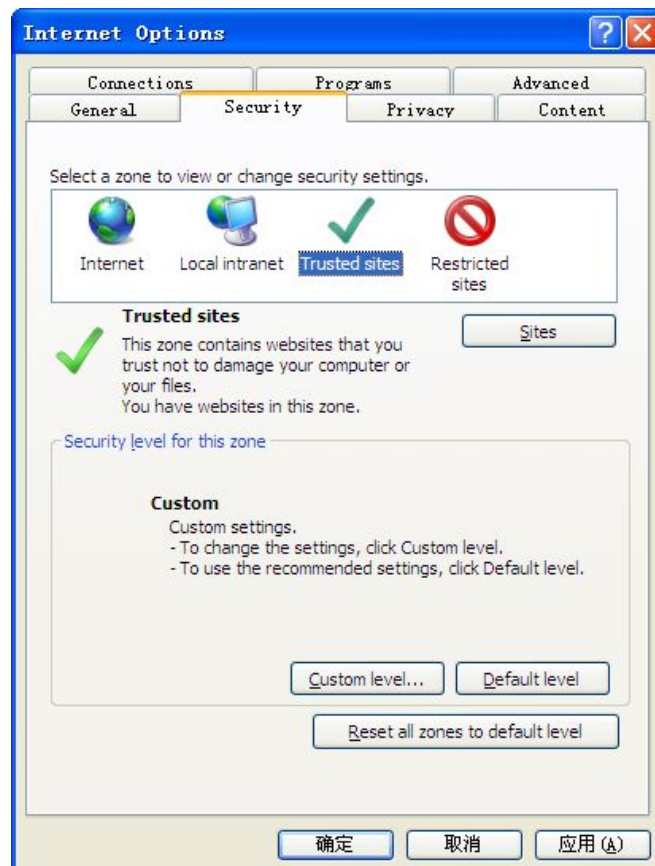 Internet Options
Connections Programs Advanced
General Security Privacy Content
Select a zone to view or change security settings.
Internet Local intranet Trusted sites Restricted
sites
Trusted sites
Sites
This zone contains websites that you
trust not to damage your computer or
your files.
You have websites in this zone.
Security level for this zone
Custom
Custom settings.
- To change the settings, click Custom level.
- To use the recommended settings, click Default level.
Custom level... Default level
Reset all zones to default level
确定 取消 应用(A)